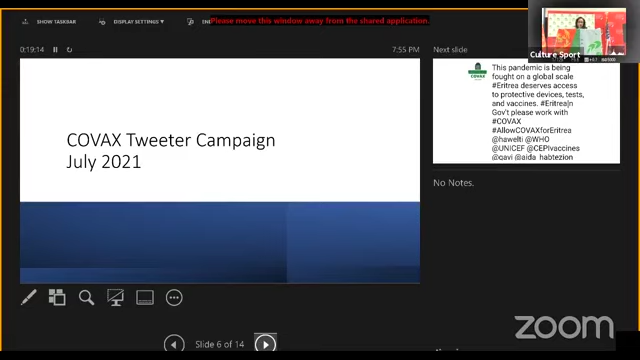 SHOW TASKBAR
DISPLAY SETTINGS ▾
Please move this window away from the shared application.
0:19:14
7:55 PM
Next slide
Culture Sport
COVAX Tweeter Campaign
July 2021
This pandemic is being
fought on a global scale
#Eritrea deserves access
to protective devices, tests,
and vaccines. #Eritrea|n
Gov't please work with
#COVAX
#AllowCOVAXforEritrea
@hawelti @WHO
@UNICEF @CEPIvaccines
@gavi @aida_habtezion
No Notes.
Slide 6 of 14
zoom